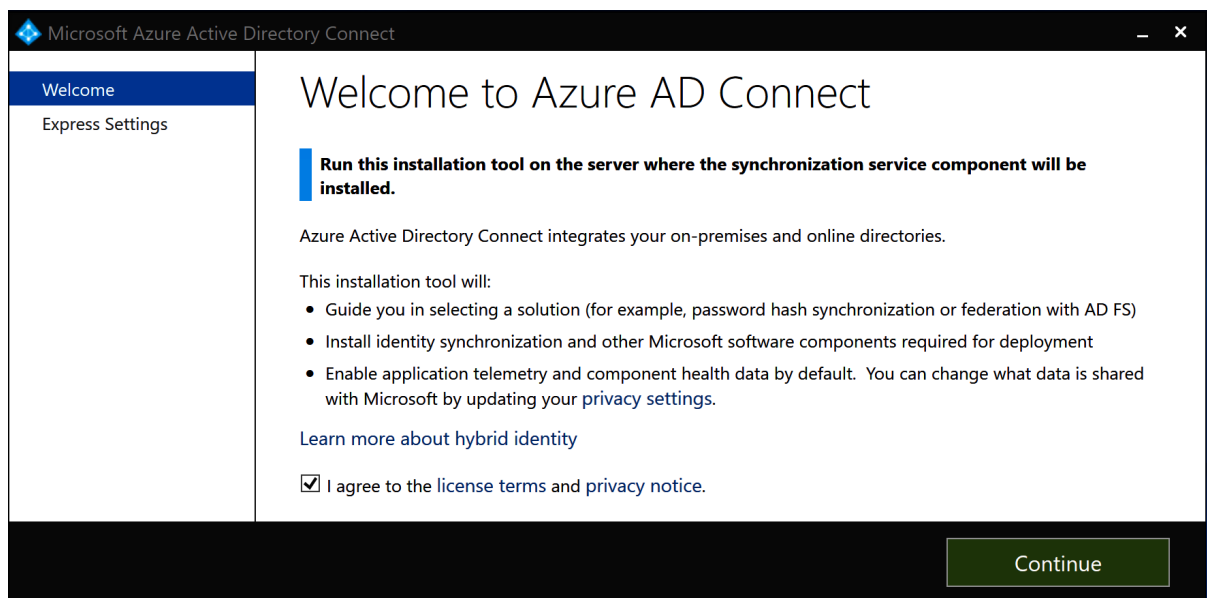 Microsoft Azure Active Directory Connect
Welcome
Express Settings
Welcome to Azure AD Connect
Run this installation tool on the server where the synchronization service component will be
installed.
Azure Active Directory Connect integrates your on-premises and online directories.
This installation tool will:
• Guide you in selecting a solution (for example, password hash synchronization or federation with AD FS)
• Install identity synchronization and other Microsoft software components required for deployment
• Enable application telemetry and component health data by default.  You can change what data is shared
with Microsoft by updating your privacy settings.
Learn more about hybrid identity
I agree to the license terms and privacy notice.
Continue